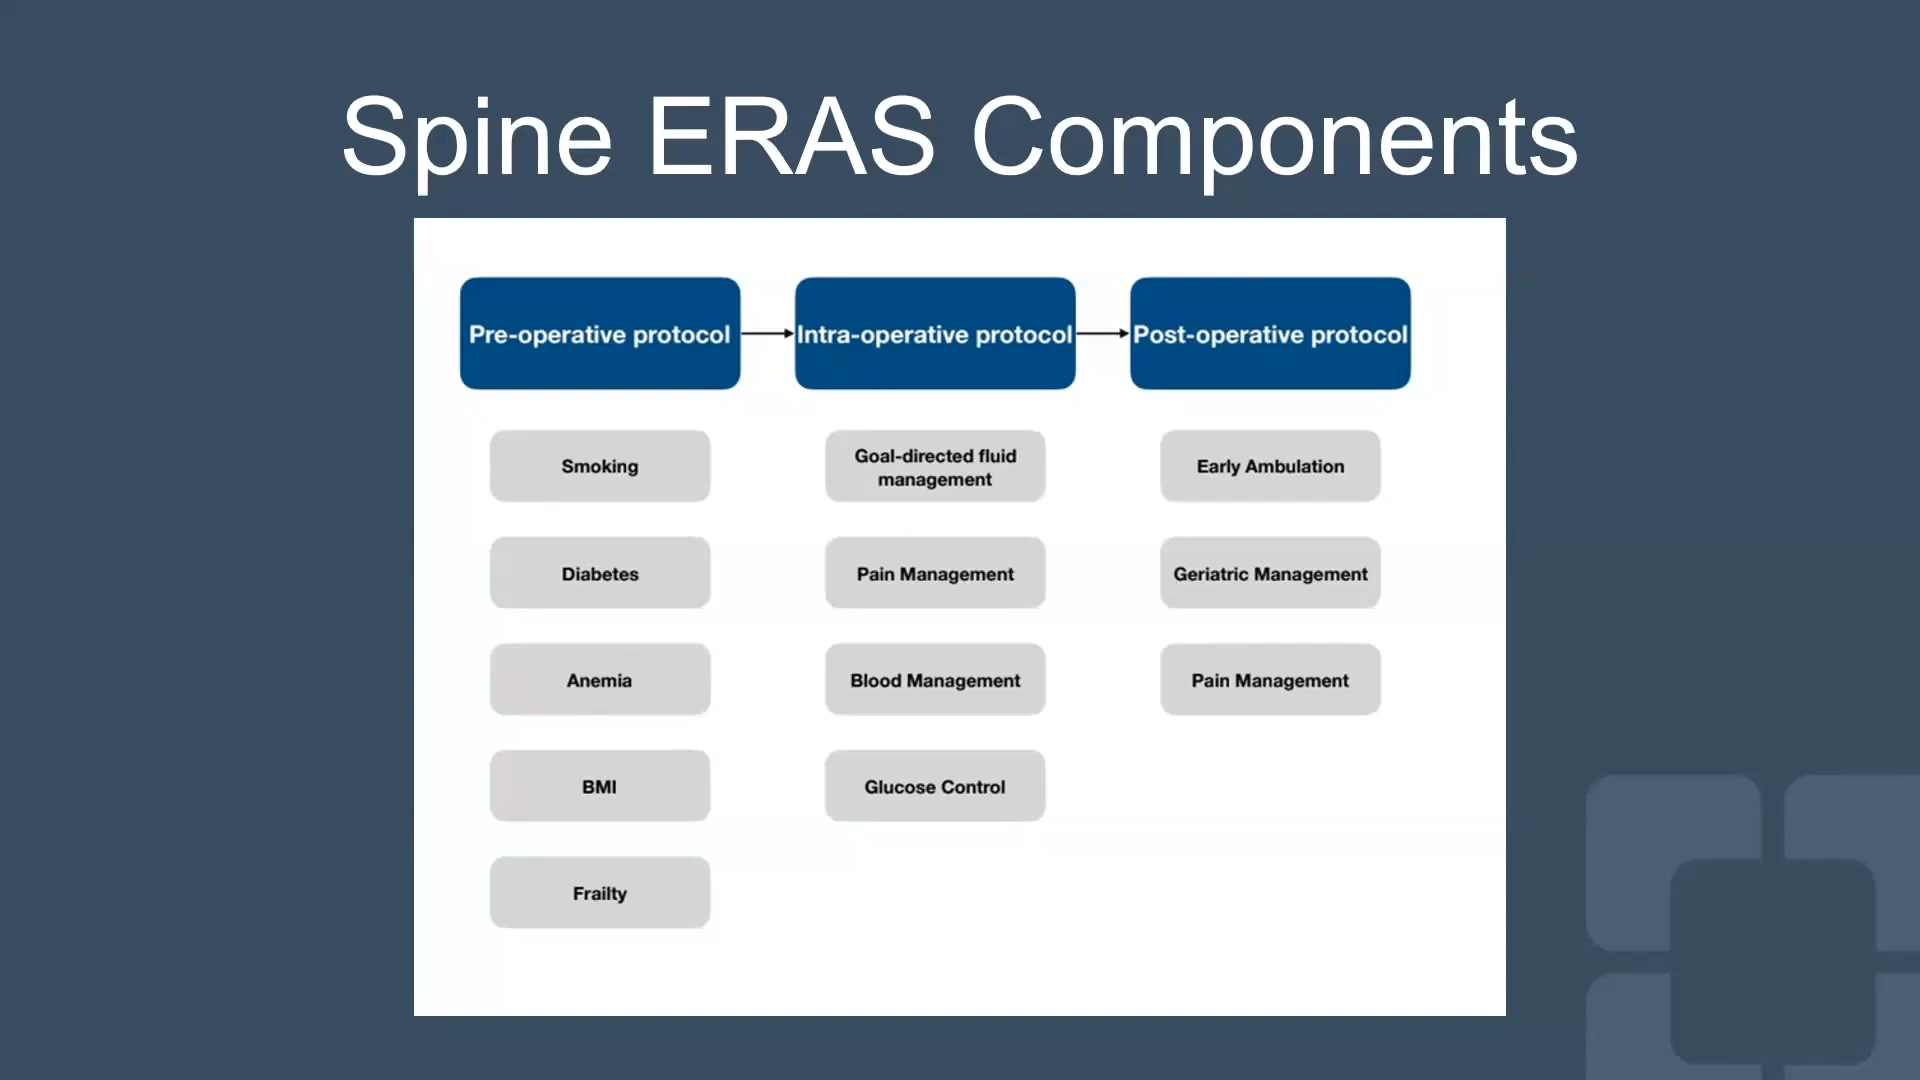 Spine ERAS Components
Pre-operative protocol
Intra-operative protocol
Post-operative protocol
Smoking
Diabetes
Anemia
BMI
Frailty
Goal-directed fluid
management
Pain Management
Blood Management
Glucose Control
Early Ambulation
Geriatric Management
Pain Management